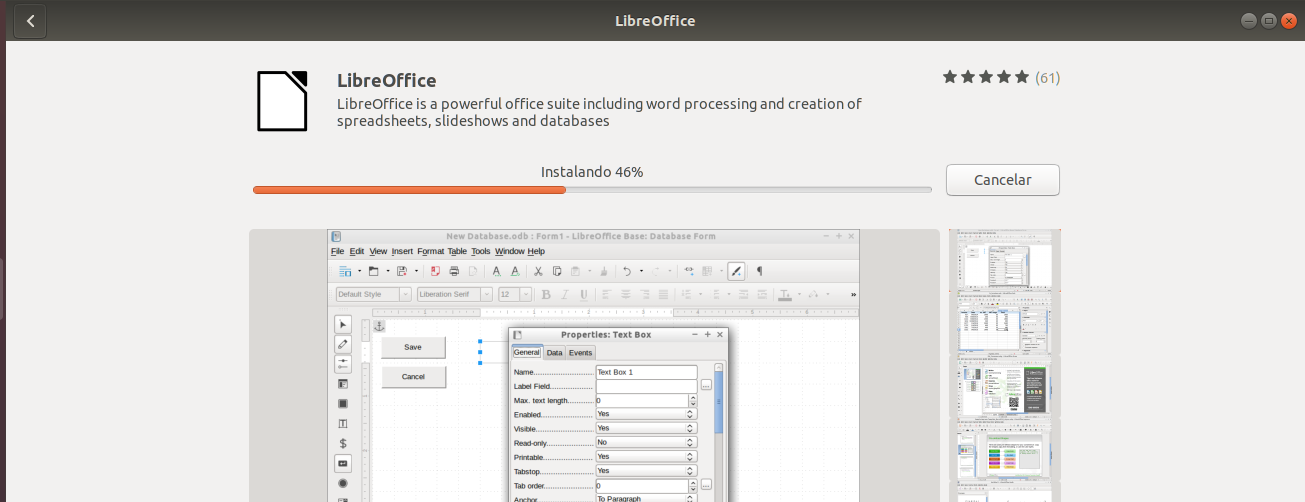 LibreOffice
LibreOffice
LibreOffice is a powerful office suite including word processing and creation of
spreadsheets, slideshows and databases
(61)
Instalando 46%
Cancelar
New Database.odb : Form1 - LibreOffice Base: Database Form
File Edit View Insert Format Table Tools Window Help
Default Style Liberation Serif 12
Save
Cancel
Properties: Text Box
General Data Events
Name Text Box 1
Label Field
Max. text length 0
Enabled Yes
Visible Yes
Read-only No
Printable Yes
Tabstop Yes
Tab order 0
Anchor To Paragraph